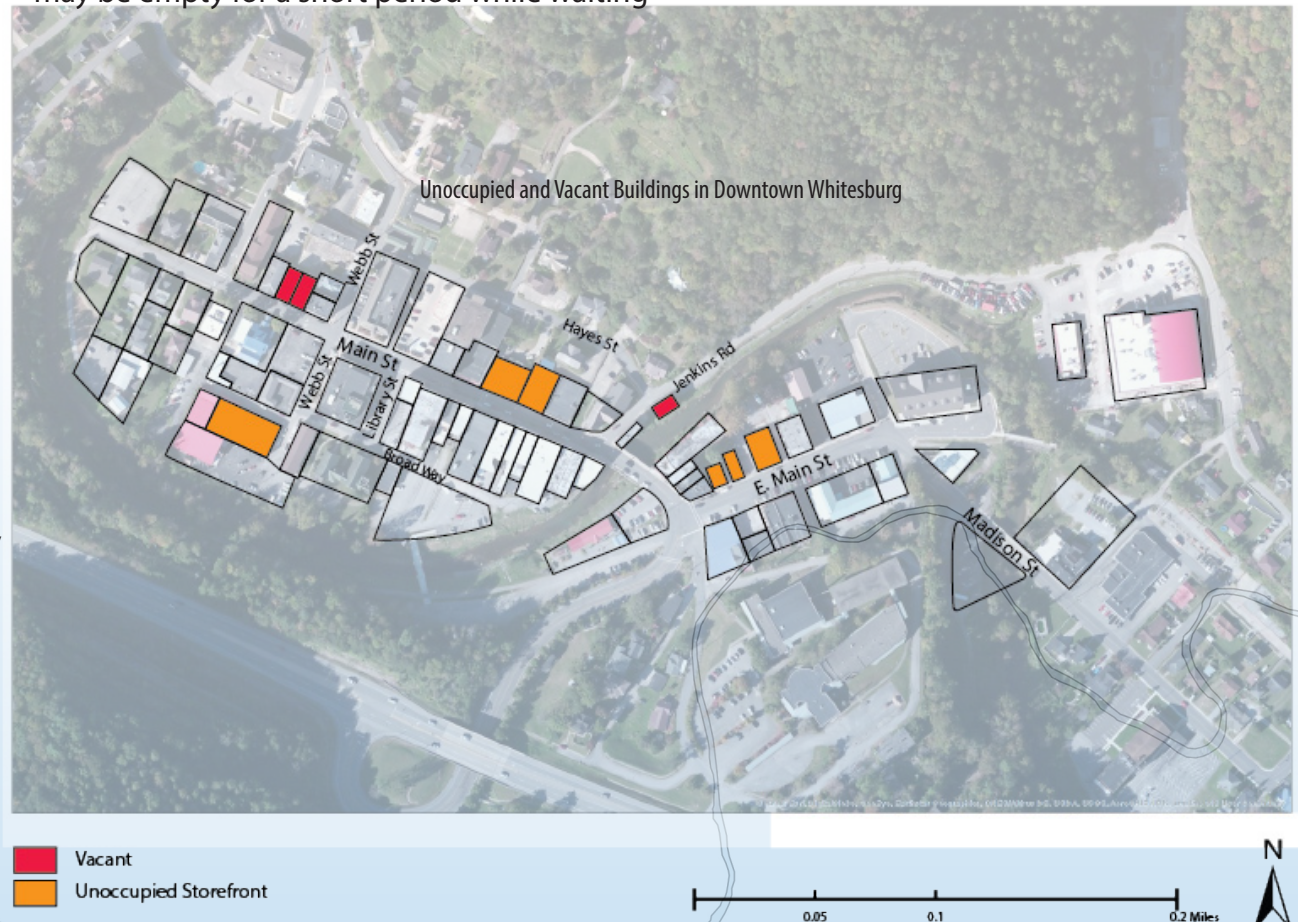 may be empty for a short period while waiting
Unoccupied and Vacant Buildings in Downtown Whitesburg
Webb St
Hayes St
Main St
Jenkins Rd
Webb St
Library St
Broad Way
E. Main St
Madison St
Vacant
Unoccupied Storefront
N
0.05
0.1
0.2 Miles